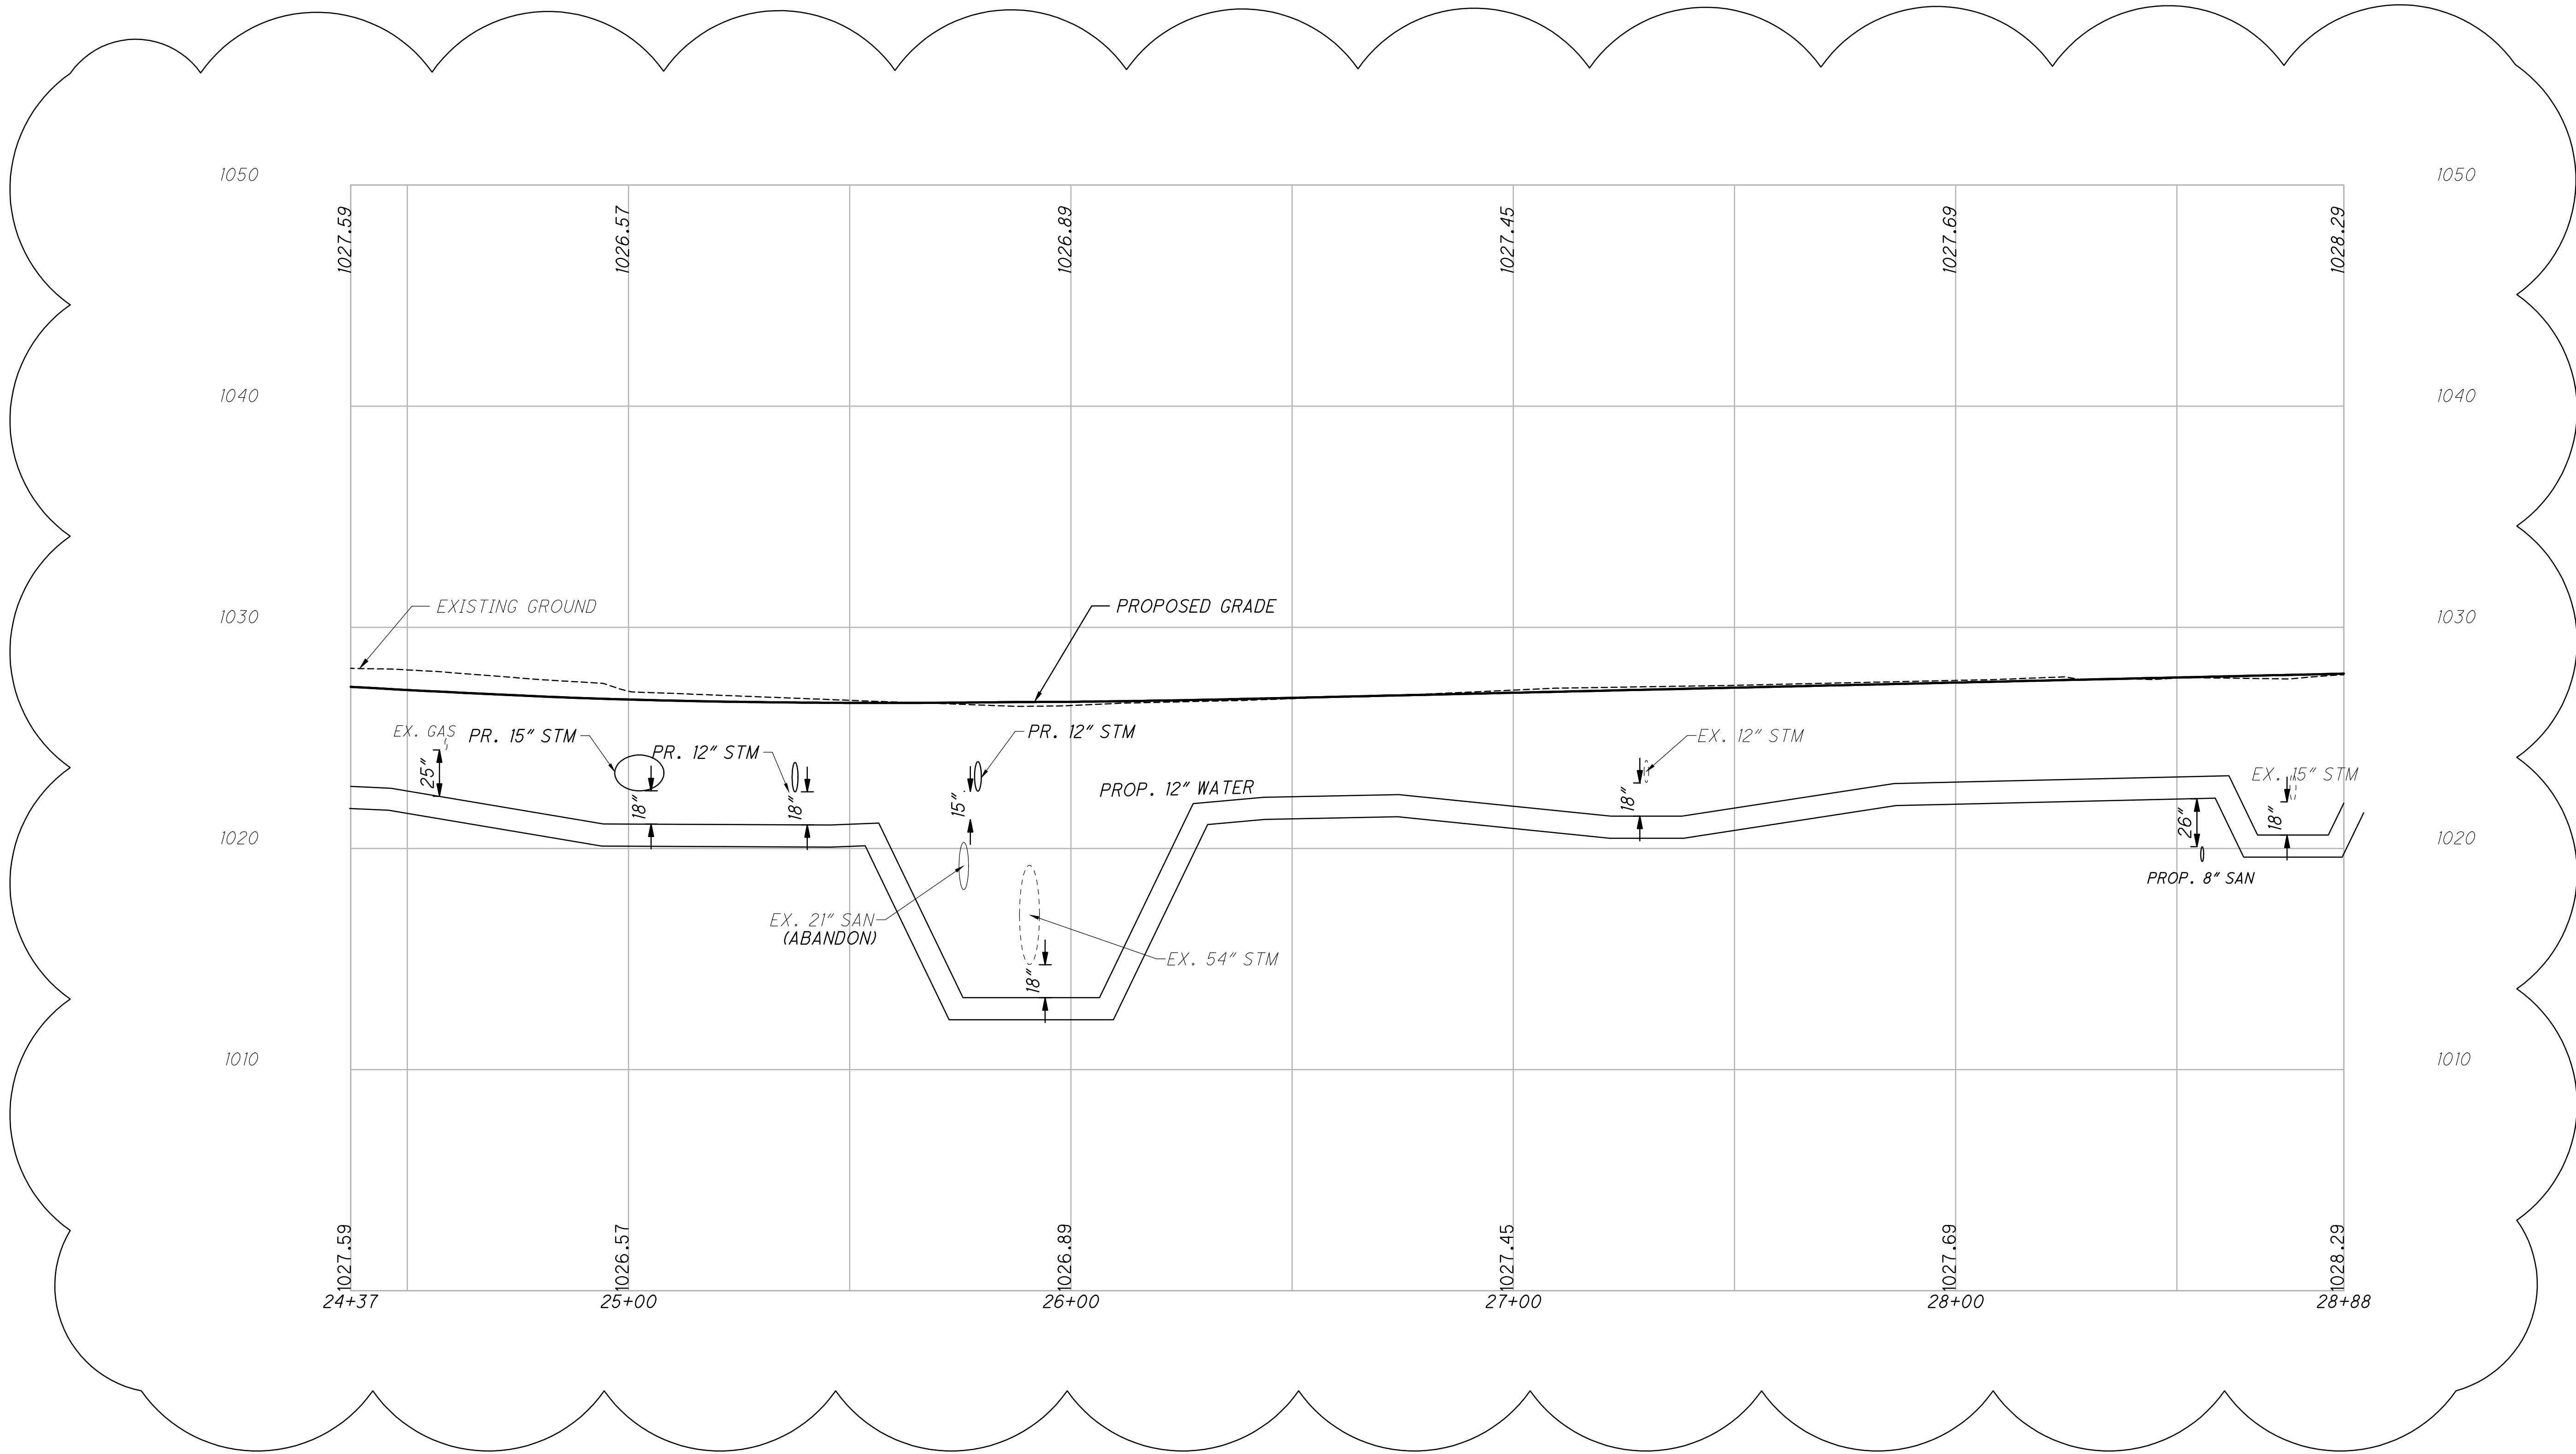 1050
1050
1027.59
1026.57
1026.89
1027.45
1027.69
1028.29
1040
1040
1030
1030
EXISTING GROUND
PROPOSED GRADE
EX. GAS
PR. 15" STM
PR. 12" STM
PR. 12" STM
EX. 12" STM
25"
18"
18"
15"
PROP. 12" WATER
18"
EX. 15" STM
18"
26"
1020
1020
PROP. 8" SAN
EX. 21" SAN
(ABANDON)
EX. 54" STM
18"
1010
1010
1027.59
1026.57
1026.89
1027.45
1027.69
1028.29
24+37
25+00
26+00
27+00
28+00
28+88